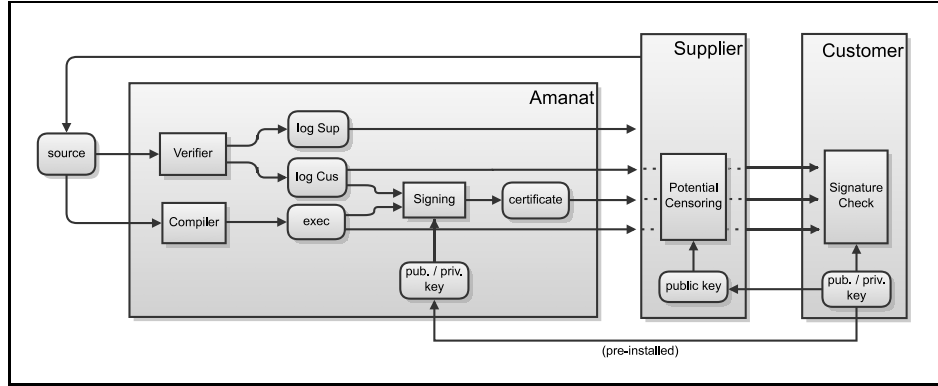 Supplier
Customer
Amanat
log Sup
source
Verifier
log Cus
Signing
certificate
Potential
Censoring
Signature
Check
Compiler
exec
pub. / priv.
key
public key
pub. / priv.
key
(pre-installed)